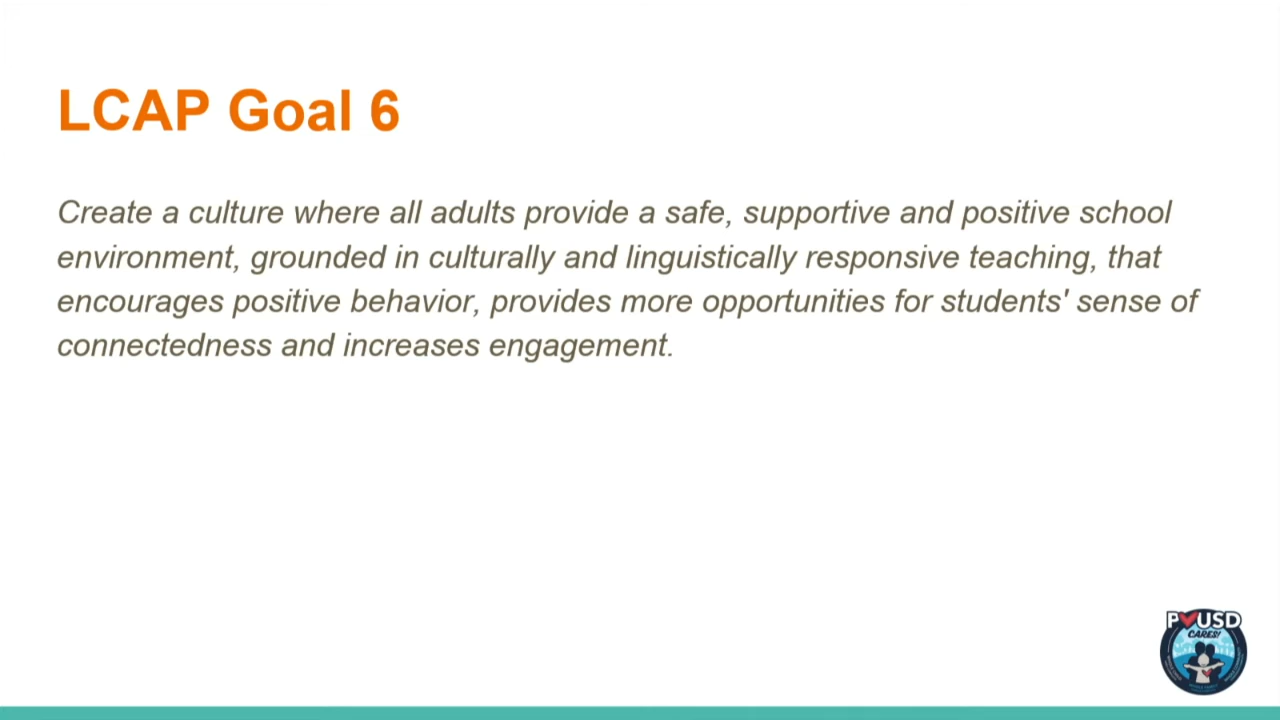 LCAP Goal 6
Create a culture where all adults provide a safe, supportive and positive school
environment, grounded in culturally and linguistically responsive teaching, that
encourages positive behavior, provides more opportunities for students' sense of
connectedness and increases engagement.
PVUSD
CARES!